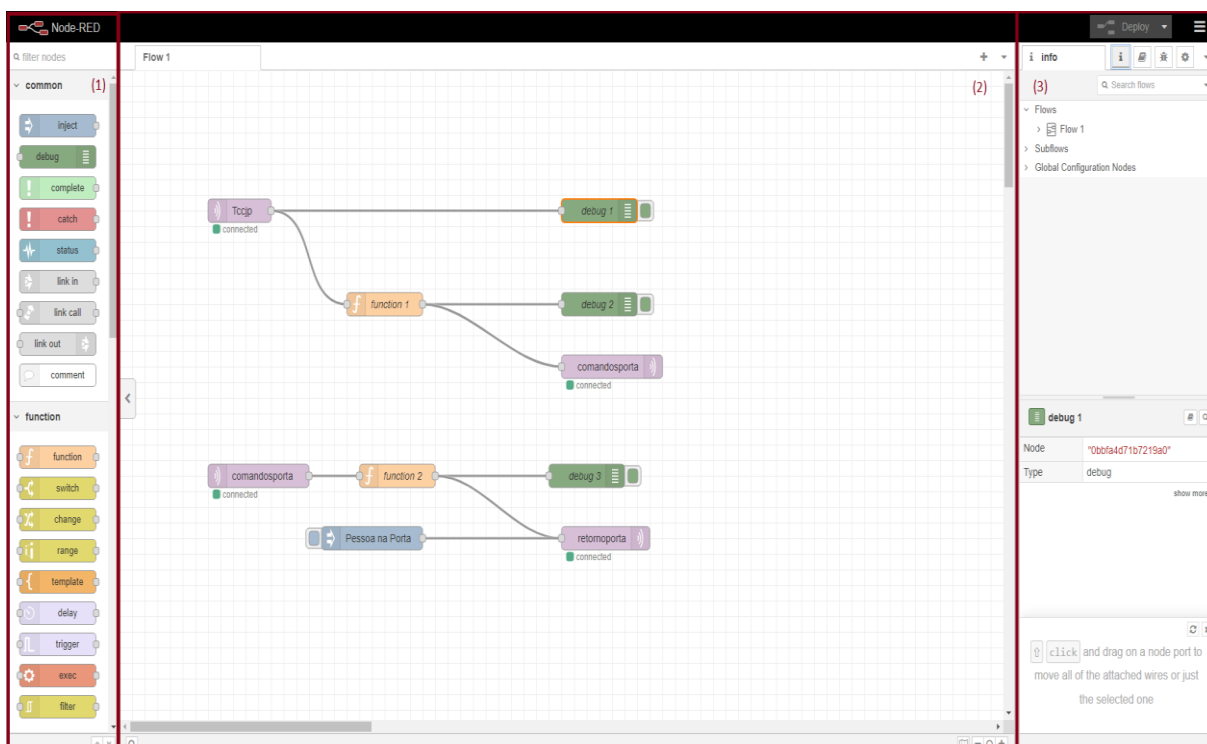 Node-RED
Deploy
filter nodes
Flow 1
info
common
(1)
(2)
(3)
Search flows
inject
debug
complete
catch
status
link in
link call
link out
comment
function
function
switch
change
range
template
delay
trigger
exec
filter
Tccjp
connected
debug 1
function 1
debug 2
comandosporta
connected
comandosporta
connected
function 2
debug 3
Pessoa na Porta
retornoporta
connected
Flows
Flow 1
Subflows
Global Configuration Nodes
debug 1
Node "0bbfa4d71b7219a0"
Type debug
show more
click and drag on a node port to
move all of the attached wires or just
the selected one